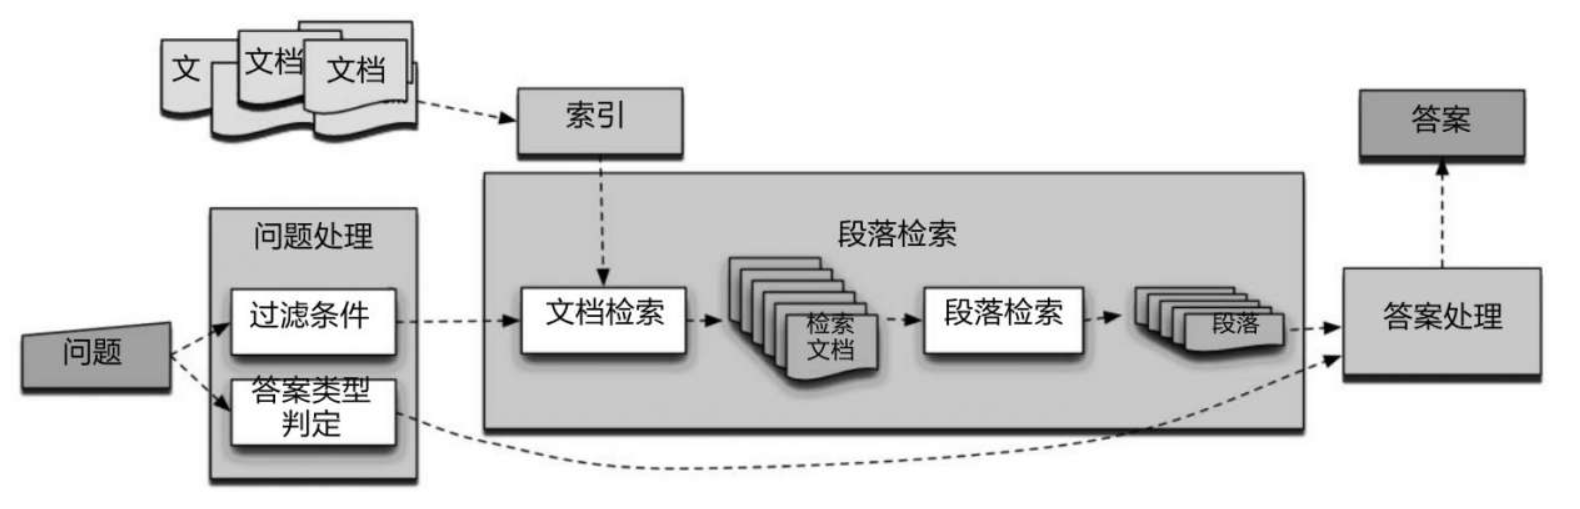 文
文档
文档
索引
答案
问题处理
段落检索
过滤条件
文档检索
检索
文档
段落检索
段落
答案处理
问题
答案类型
判定